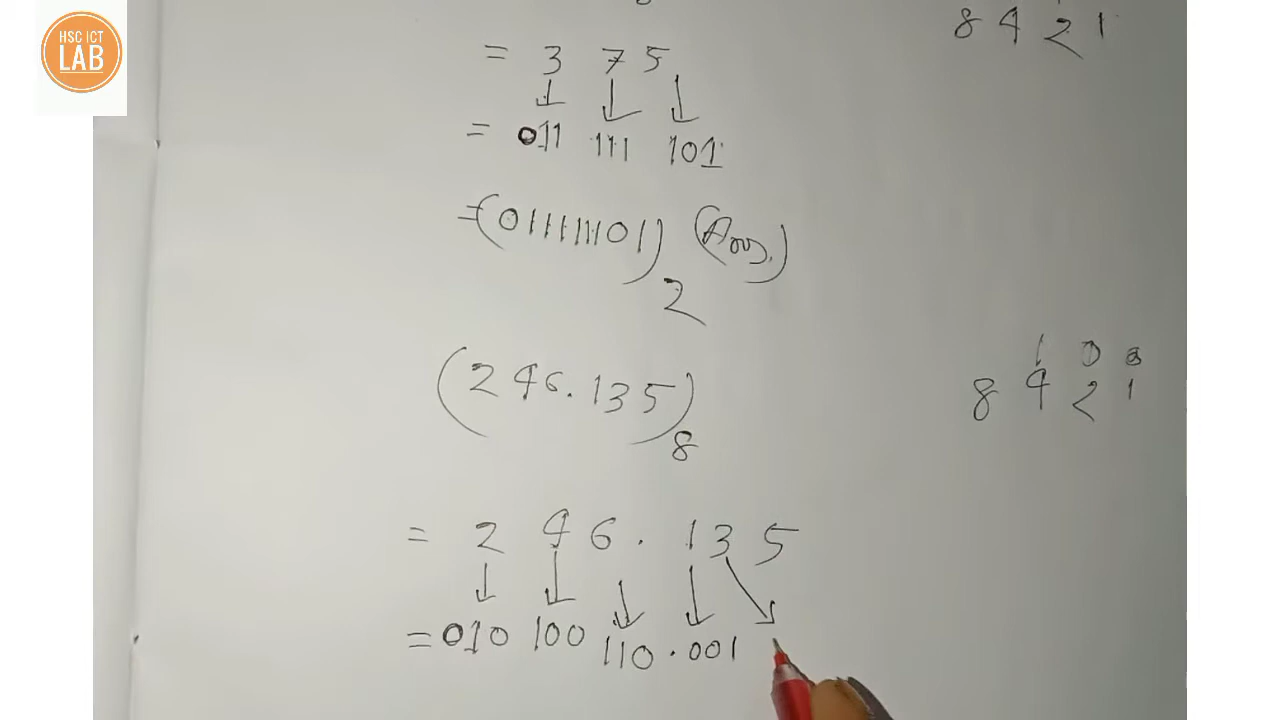 HSC ICT
LAB
8 4 2 1
= 3 7 5
= 011 111 101
=(011111101)2 (Ans.)
(246.135)8
1 0 0
8 4 2 1
= 2 4 6 . 1 3 5
= 010 100 110 .001